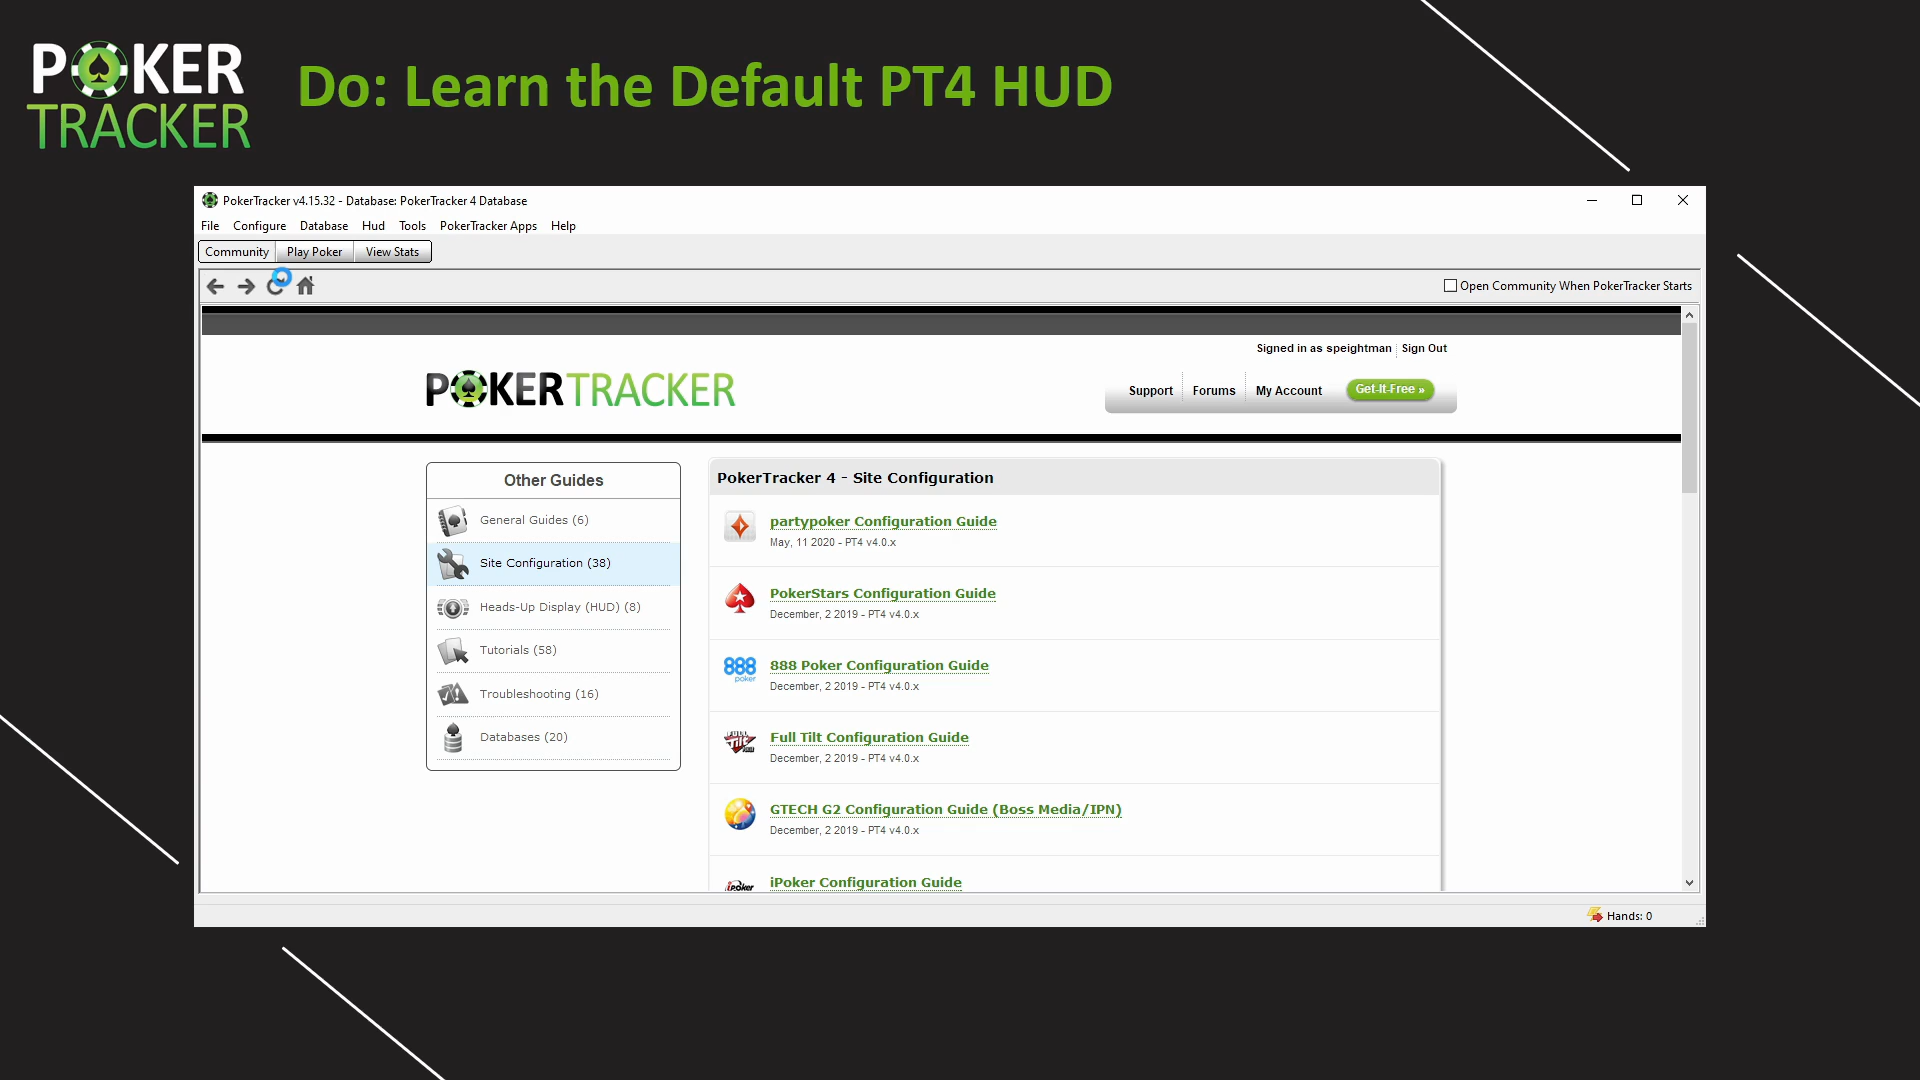 POKER
TRACKER
Do: Learn the Default PT4 HUD
PokerTracker v4.15.32 - Database: PokerTracker 4 Database
File Configure Database Hud Tools PokerTracker Apps Help
Community Play Poker View Stats
Open Community When PokerTracker Starts
Signed in as speightman Sign Out
POKERTRACKER
Support Forums My Account Get-It-Free »
Other Guides
General Guides (6)
Site Configuration (38)
Heads-Up Display (HUD) (8)
Tutorials (58)
Troubleshooting (16)
Databases (20)
PokerTracker 4 - Site Configuration
partypoker Configuration Guide
May, 11 2020 - PT4 v4.0.x
PokerStars Configuration Guide
December, 2 2019 - PT4 v4.0.x
888 poker
888 Poker Configuration Guide
December, 2 2019 - PT4 v4.0.x
FULL TILT
Full Tilt Configuration Guide
December, 2 2019 - PT4 v4.0.x
GTECH G2 Configuration Guide (Boss Media/IPN)
December, 2 2019 - PT4 v4.0.x
iPoker
iPoker Configuration Guide
Hands: 0